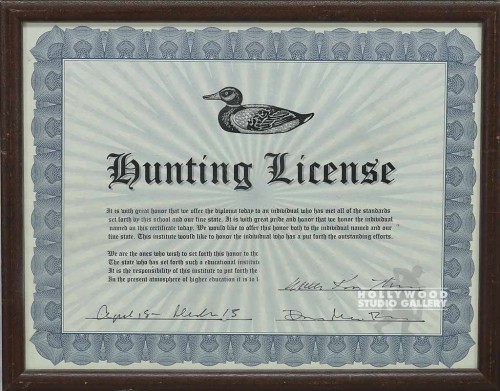 Hunting License
It is with great honor that we offer the diploma today to an individual who has met all of the standards
set forth by this school and our fine state. It is with great pride and honor that we honor the individual
named on this certificate today. We would like to offer this honor both to the individual named and our
fine state. This institute would like to honor the individual who has a put forth the outstanding efforts.
We are the ones who wish to set forth this honor to the
The state who has set forth such a educational instituti
It is the responsibility of this institute to put forth the
In the present atmosphere of higher education it is to
HOLLYWOOD
STUDIO GALLERY